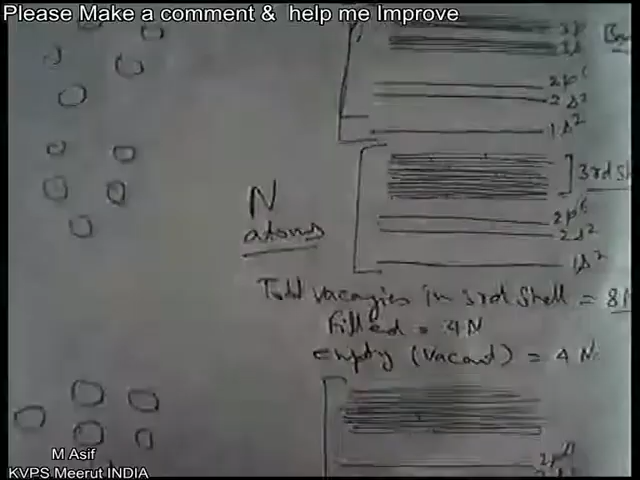 Please Make a comment & help me Improve
3p
3s
2p6
2s2
1s2
3rd sh
N
atoms
2p6
2s2
1s2
Total vacancies in 3rd shell = 8N
filled = 4N
empty (vacant) = 4N
M Asif
KVPS Meerut INDIA